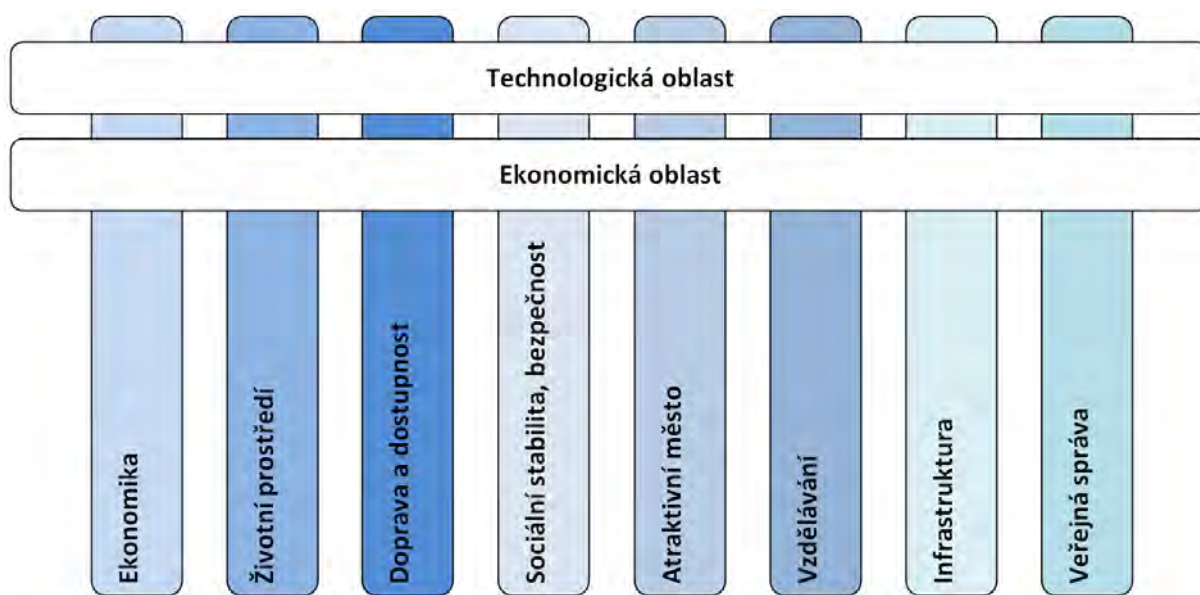 Technologická oblast
Ekonomická oblast
Ekonomika
Životní prostředí
Doprava a dostupnost
Sociální stabilita, bezpečnost
Atraktivní město
Vzdělávání
Infrastruktura
Veřejná správa